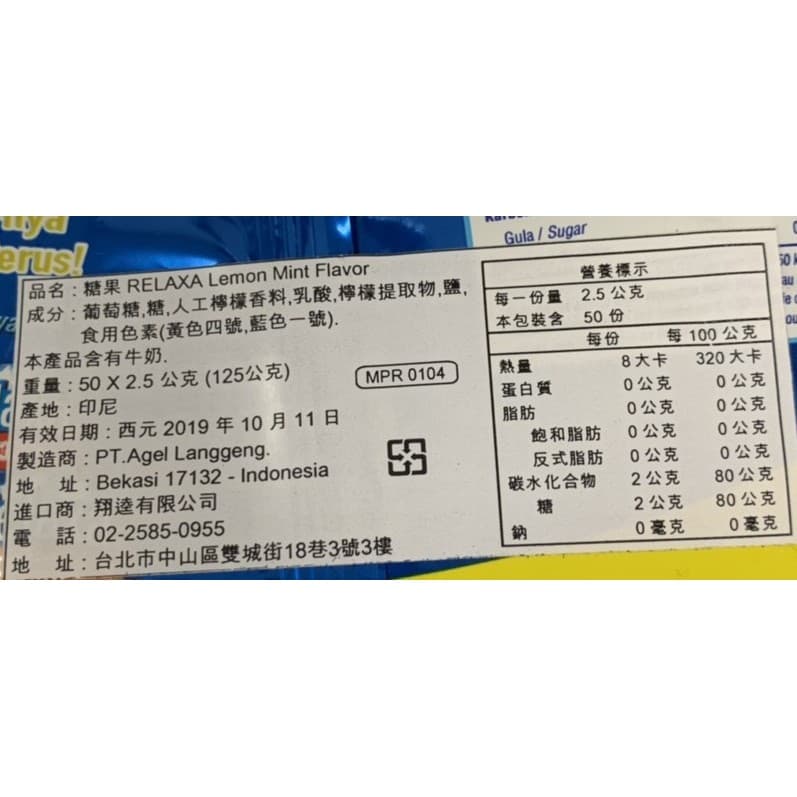 erus!
Gula / Sugar
品名：糖果 RELAXA Lemon Mint Flavor
成分：葡萄糖,糖,人工檸檬香料,乳酸,檸檬提取物,鹽,
食用色素(黃色四號,藍色一號).
本產品含有牛奶.
重量：50 X 2.5 公克 (125公克)
MPR 0104
產地：印尼
有效日期：西元 2019 年 10 月 11 日
製造商：PT.Agel Langgeng.
地 址：Bekasi 17132 - Indonesia
進口商：翔逵有限公司
電 話：02-2585-0955
地 址：台北市中山區雙城街18巷3號3樓
營養標示
每一份量 2.5 公克
本包裝含 50 份
每份 每 100 公克
熱量 8 大卡 320 大卡
蛋白質 0 公克 0 公克
脂肪 0 公克 0 公克
飽和脂肪 0 公克 0 公克
反式脂肪 0 公克 0 公克
碳水化合物 2 公克 80 公克
糖 2 公克 80 公克
鈉 0 毫克 0 毫克